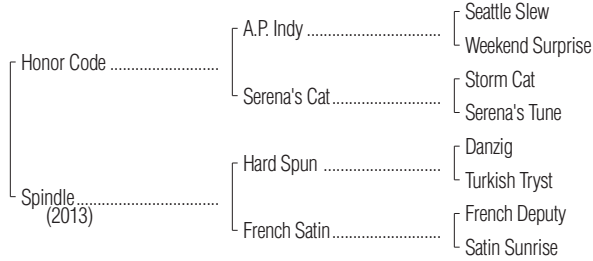 Seattle Slew
A.P. Indy ..............................
Weekend Surprise
Honor Code ........................
Storm Cat
Serena's Cat........................
Serena's Tune
Danzig
Hard Spun ..........................
Turkish Tryst
Spindle................................
(2013)
French Deputy
French Satin........................
Satin Sunrise